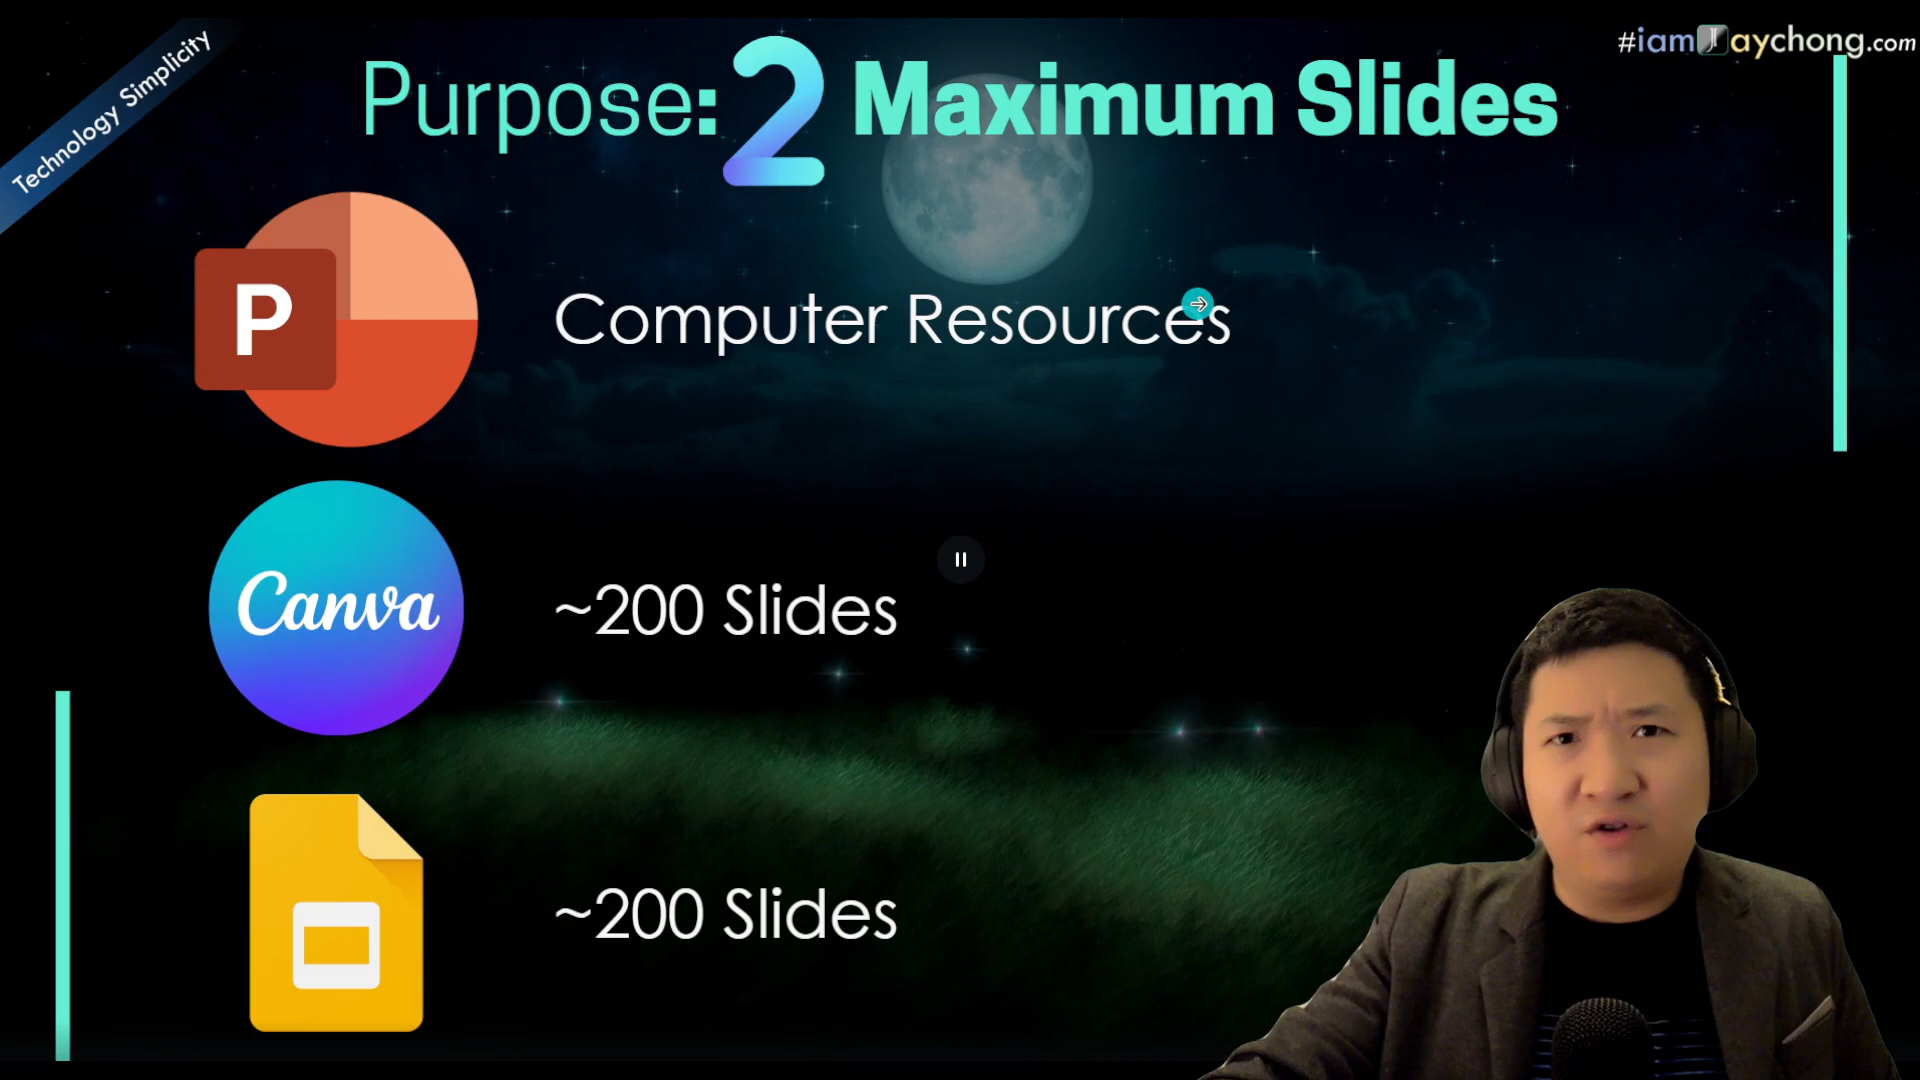 Technology Simplicity
#iamJaychong.com
Purpose: 2 Maximum Slides
P
Computer Resources
Canva
~200 Slides
~200 Slides